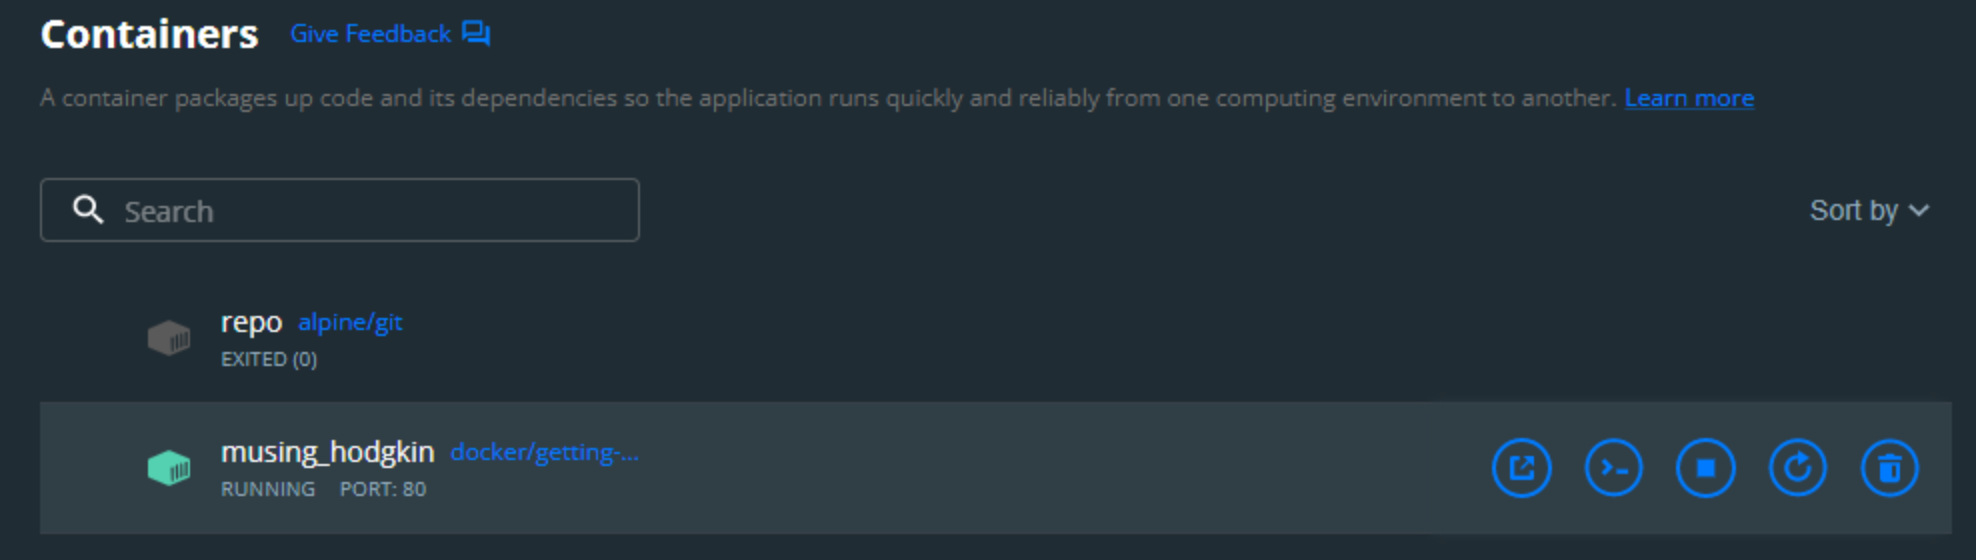 Containers Give Feedback
A container packages up code and its dependencies so the application runs quickly and reliably from one computing environment to another. Learn more
Search
Sort by
repo alpine/git
EXITED (0)
musing_hodgkin docker/getting-...
RUNNING PORT: 80